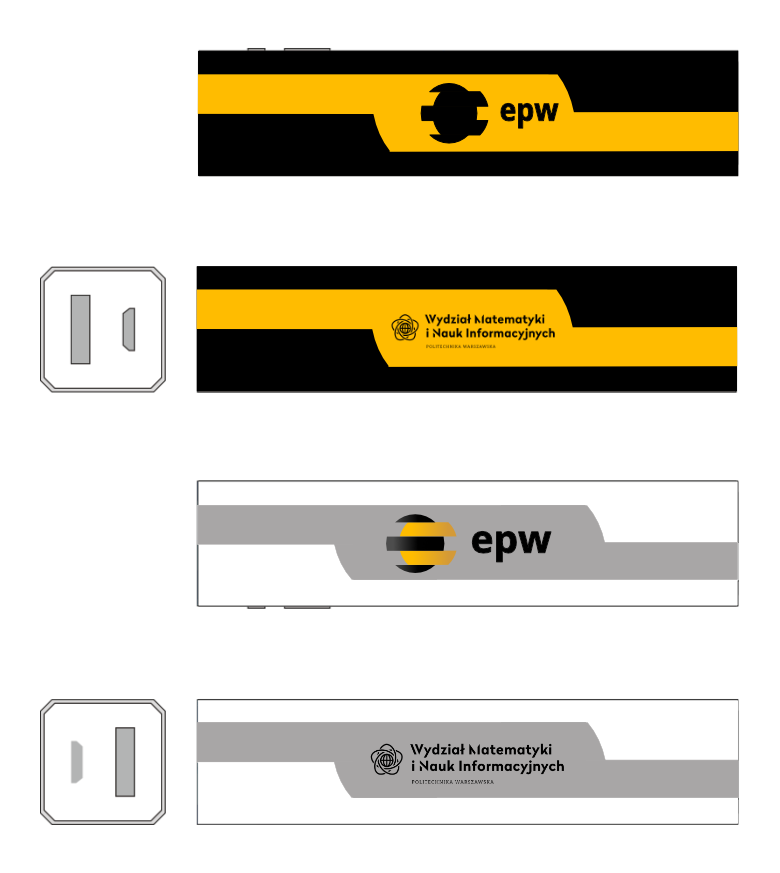 epw
Wydział Matematyki
i Nauk Informacyjnych
POLITECHNIKA WARSZAWSKA
epw
Wydział Matematyki
i Nauk Informacyjnych
POLITECHNIKA WARSZAWSKA